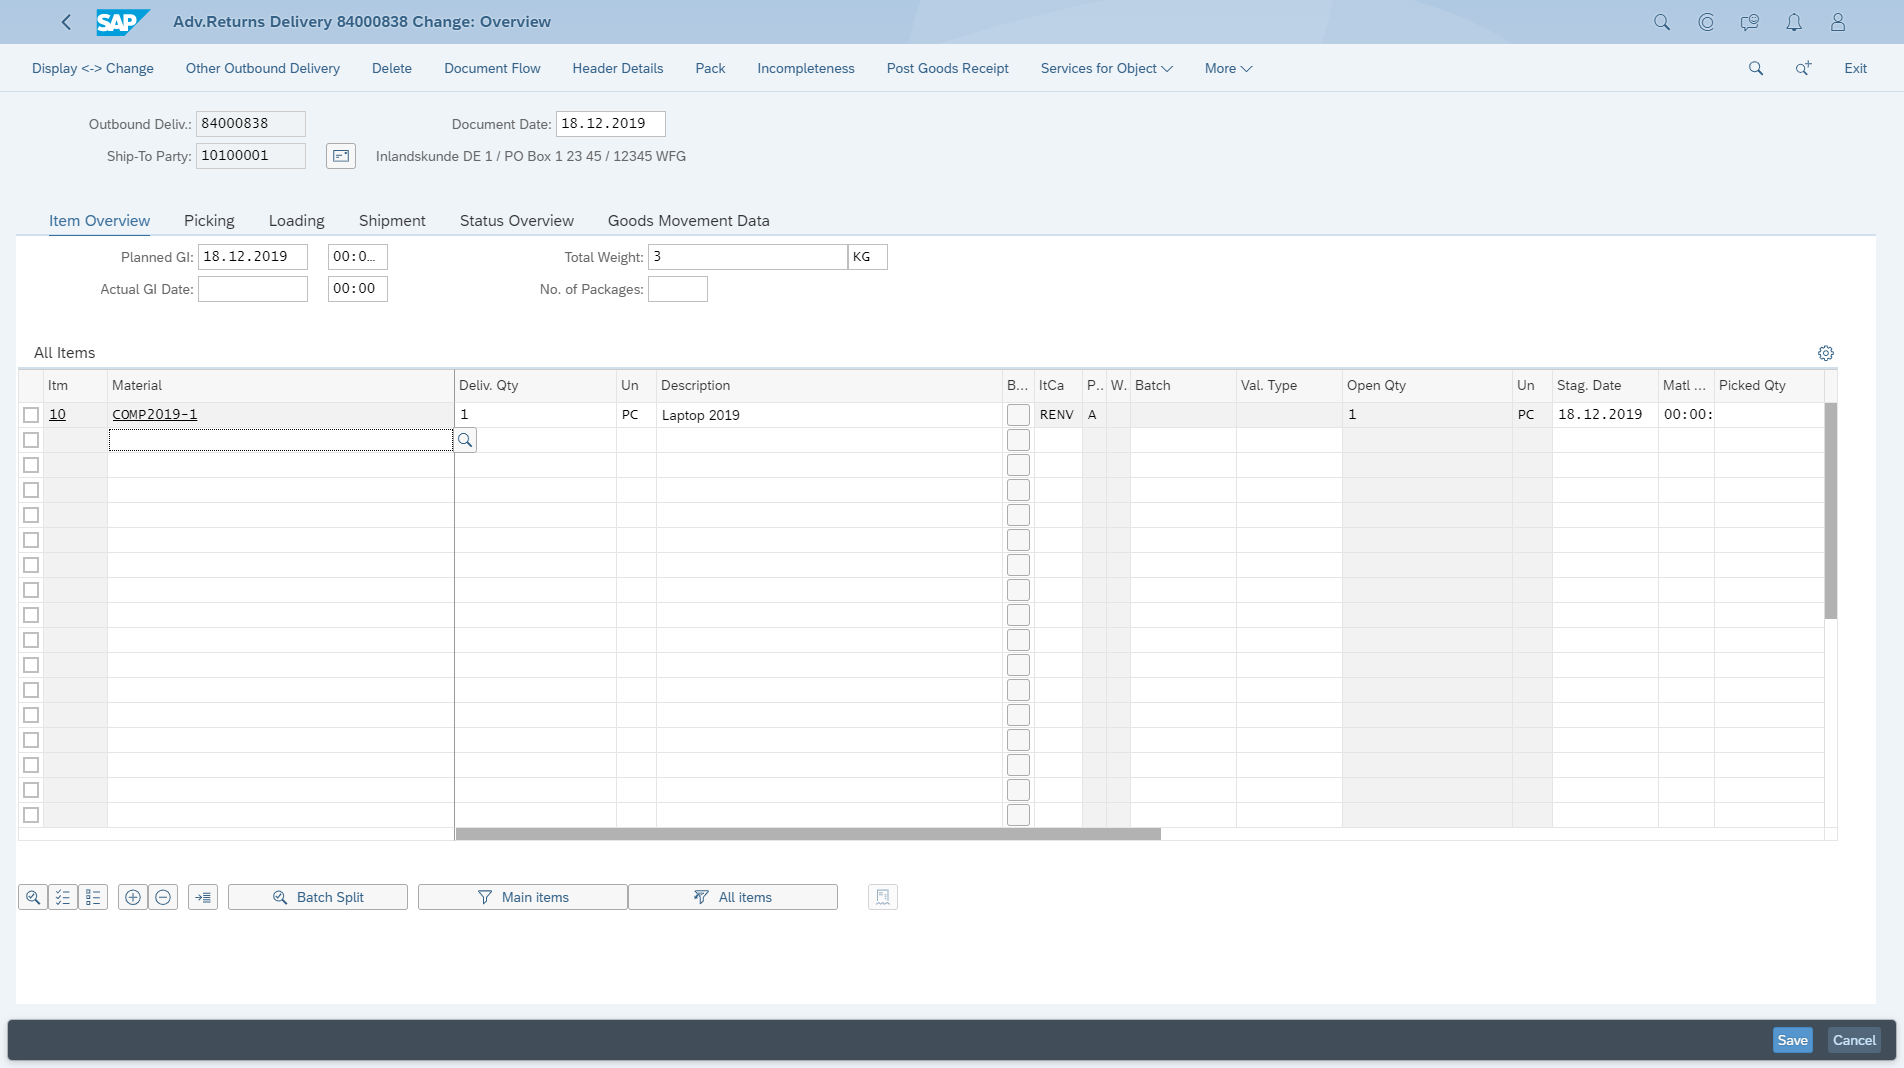 SAP Adv.Returns Delivery 84000838 Change: Overview
Display <-> Change Other Outbound Delivery Delete Document Flow Header Details Pack Incompleteness Post Goods Receipt Services for Object More Exit
Outbound Deliv.: 84000838 Document Date: 18.12.2019
Ship-To Party: 10100001 Inlandskunde DE 1 / PO Box 1 23 45 / 12345 WFG
Item Overview Picking Loading Shipment Status Overview Goods Movement Data
Planned GI: 18.12.2019 00:0... Total Weight: 3 KG
Actual GI Date: 00:00 No. of Packages:
All Items
Itm Material Deliv. Qty Un Description B... ItCa P.. W. Batch Val. Type Open Qty Un Stag. Date Matl ... Picked Qty
10 COMP2019-1 1 PC Laptop 2019 RENV A 1 PC 18.12.2019 00:00:
Batch Split Main items All items
Save Cancel